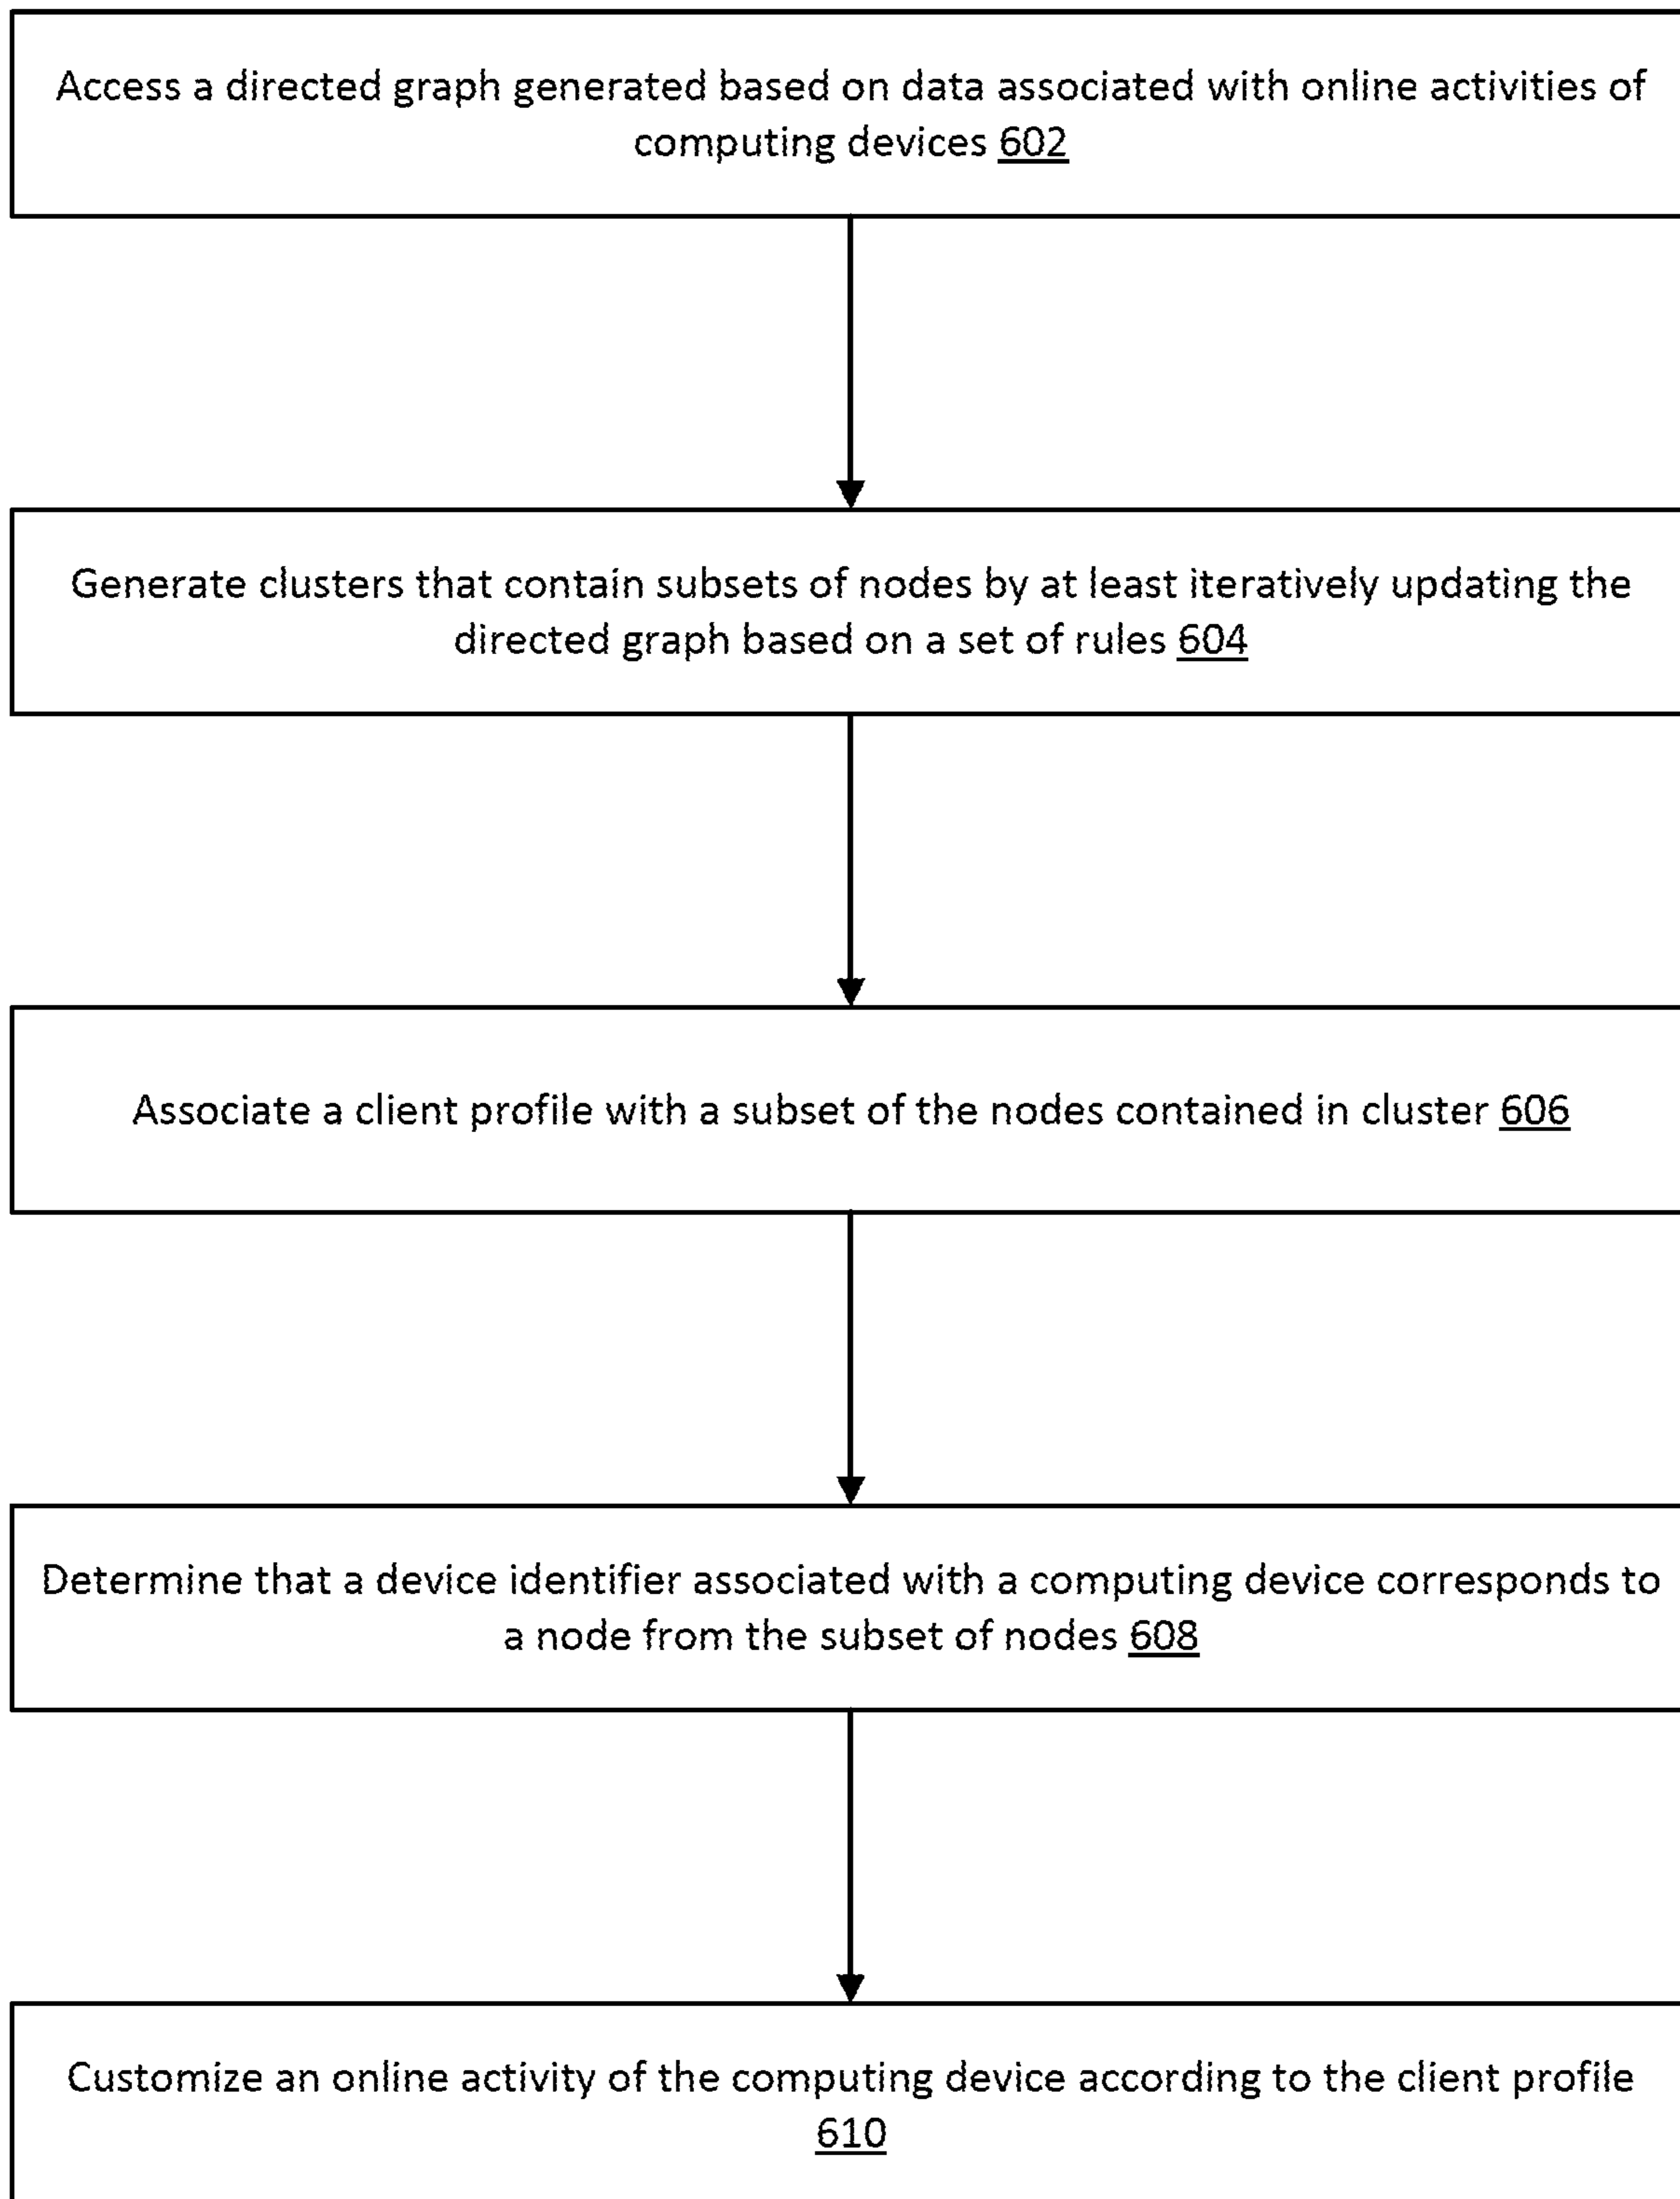 Access a directed graph generated based on data associated with online activities of
computing devices 602
Generate clusters that contain subsets of nodes by at least iteratively updating the
directed graph based on a set of rules 604
Associate a client profile with a subset of the nodes contained in cluster 606
Determine that a device identifier associated with a computing device corresponds to
a node from the subset of nodes 608
Customize an online activity of the computing device according to the client profile
610